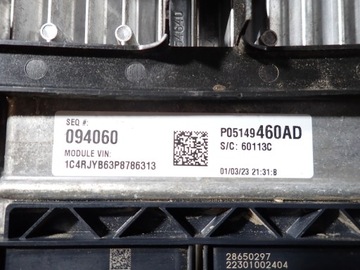 SEQ #:
094060
MODULE VIN:
1C4RJYB63P8786313
P05149460AD
S/C: 60113C
01/03/23 21:31:8
28650297
22301002404